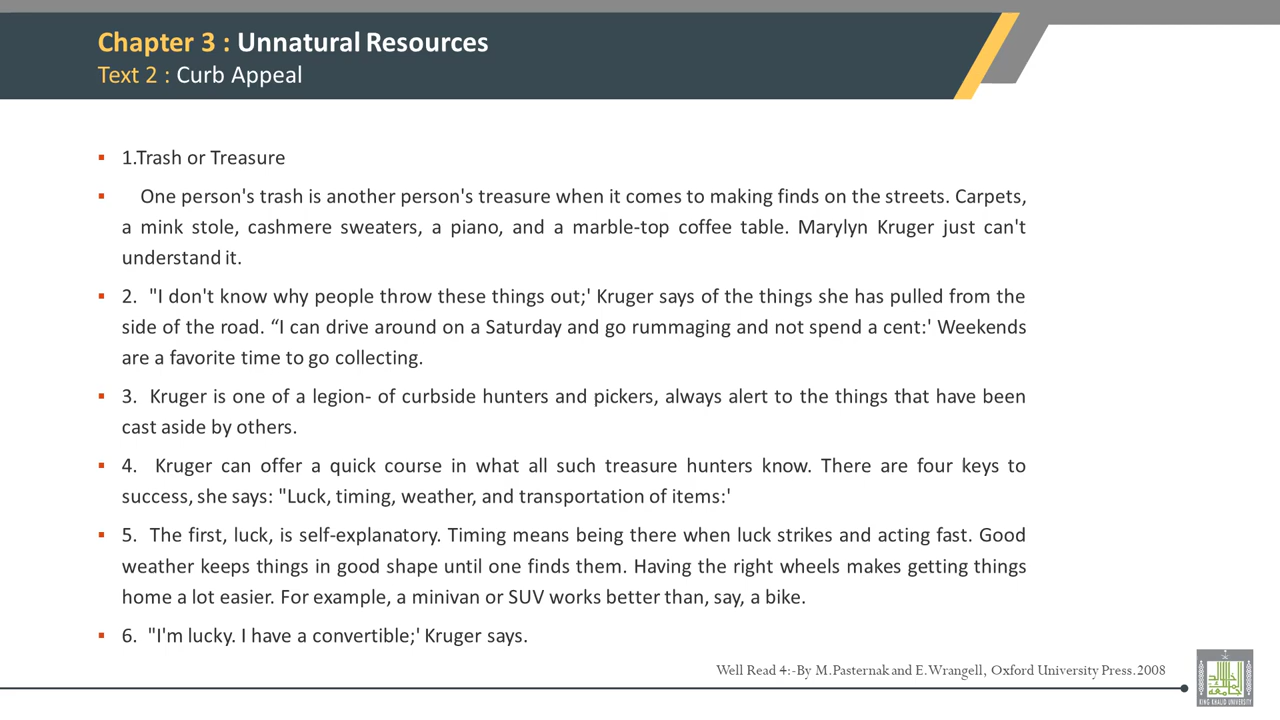 Chapter 3 : Unnatural Resources
Text 2 : Curb Appeal
▪ 1.Trash or Treasure
▪ One person's trash is another person's treasure when it comes to making finds on the streets. Carpets,
a mink stole, cashmere sweaters, a piano, and a marble-top coffee table. Marylyn Kruger just can't
understand it.
▪ 2. "I don't know why people throw these things out;' Kruger says of the things she has pulled from the
side of the road. “I can drive around on a Saturday and go rummaging and not spend a cent:' Weekends
are a favorite time to go collecting.
▪ 3. Kruger is one of a legion- of curbside hunters and pickers, always alert to the things that have been
cast aside by others.
▪ 4. Kruger can offer a quick course in what all such treasure hunters know. There are four keys to
success, she says: "Luck, timing, weather, and transportation of items:'
▪ 5. The first, luck, is self-explanatory. Timing means being there when luck strikes and acting fast. Good
weather keeps things in good shape until one finds them. Having the right wheels makes getting things
home a lot easier. For example, a minivan or SUV works better than, say, a bike.
▪ 6. "I'm lucky. I have a convertible;' Kruger says.
Well Read 4:-By M.Pasternak and E.Wrangell, Oxford University Press.2008
KING KHALID UNIVERSITY